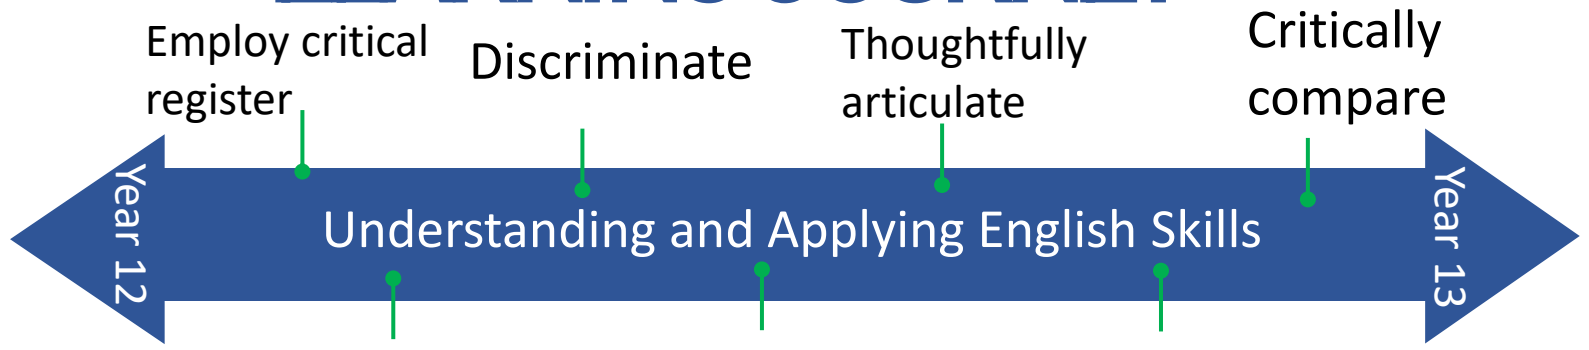 Employ critical
register
Discriminate
Thoughtfully
articulate
Critically
compare
Year 12
Understanding and Applying English Skills
Year 13